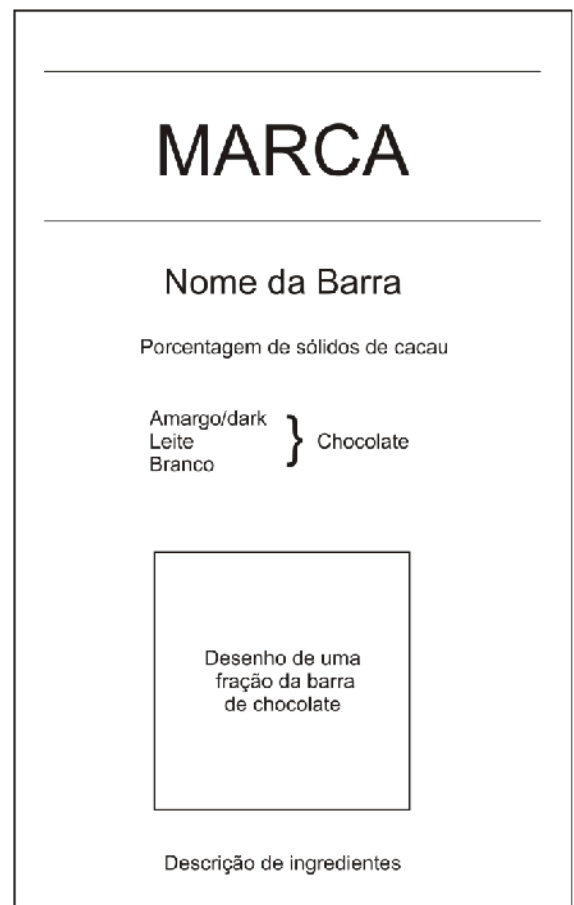 MARCA
Nome da Barra
Porcentagem de sólidos de cacau
Amargo/dark
Leite
Branco
} Chocolate
Desenho de uma
fração da barra
de chocolate
Descrição de ingredientes